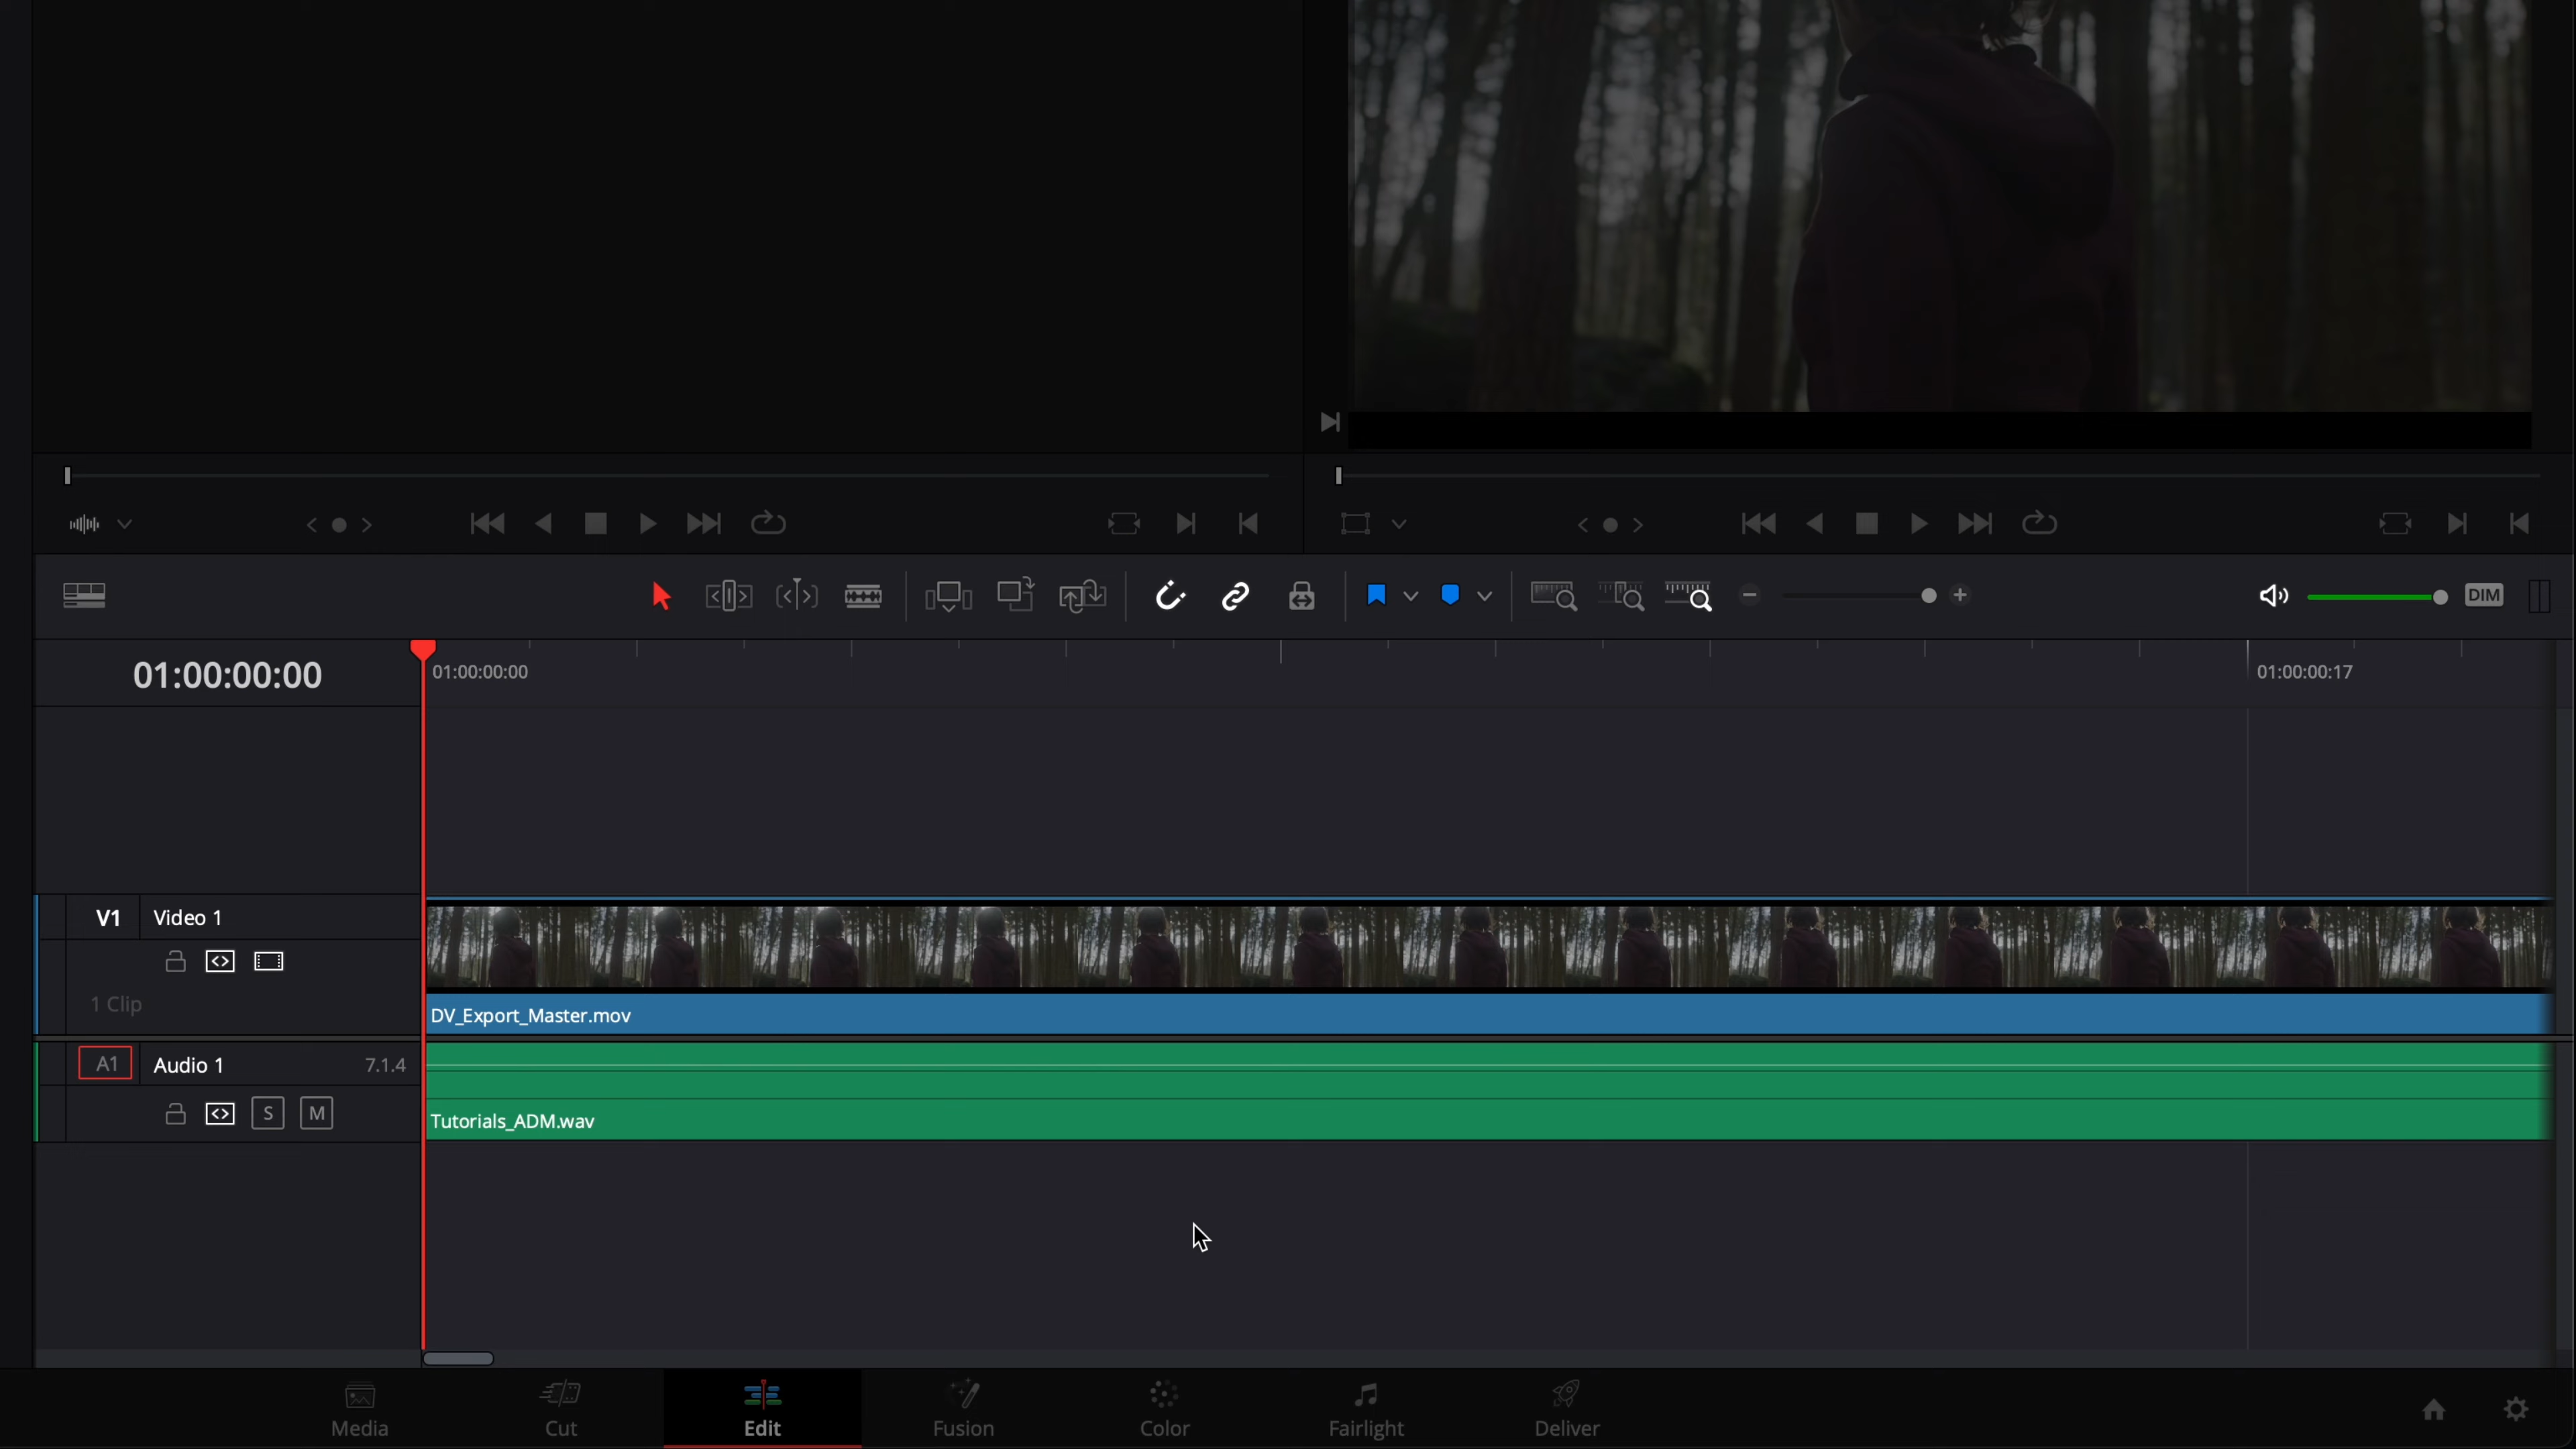 DIM
01:00:00:00
01:00:00:00
01:00:00:17
V1
Video 1
1 Clip
DV_Export_Master.mov
A1
Audio 1
7.1.4
S
M
Tutorials_ADM.wav
Media
Cut
Edit
Fusion
Color
Fairlight
Deliver